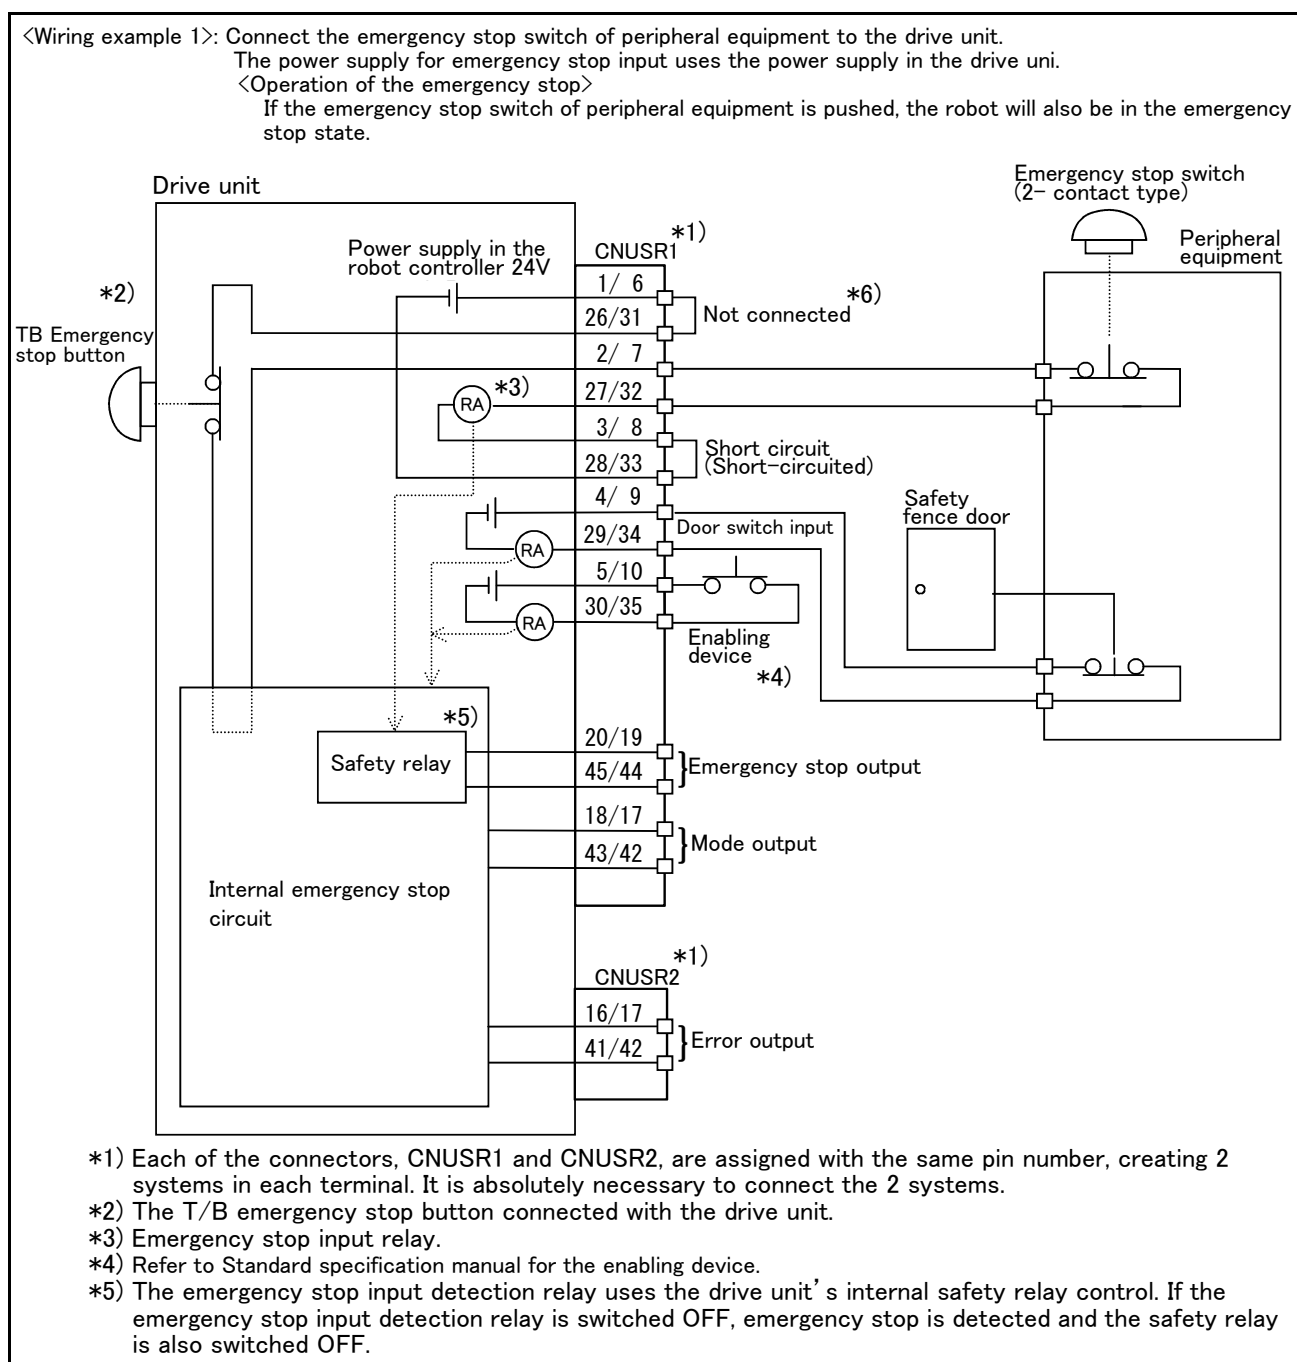 <Wiring example 1>: Connect the emergency stop switch of peripheral equipment to the drive unit.
The power supply for emergency stop input uses the power supply in the drive uni.
<Operation of the emergency stop>
If the emergency stop switch of peripheral equipment is pushed, the robot will also be in the emergency
stop state.
Emergency stop switch
(2- contact type)
Drive unit
*1)
Peripheral
equipment
Power supply in the
robot controller 24V
CNUSR1
1/ 6
*2)
*6)
26/31
Not connected
TB Emergency
stop button
2/ 7
*3)
27/32
RA
3/ 8
Short circuit
(Short-circuited)
28/33
4/ 9
Safety
fence door
Door switch input
29/34
RA
5/10
30/35
RA
Enabling
device
*4)
*5)
20/19
Safety relay
Emergency stop output
45/44
18/17
Mode output
43/42
Internal emergency stop
circuit
*1)
CNUSR2
16/17
Error output
41/42
*1) Each of the connectors, CNUSR1 and CNUSR2, are assigned with the same pin number, creating 2
systems in each terminal. It is absolutely necessary to connect the 2 systems.
*2) The T/B emergency stop button connected with the drive unit.
*3) Emergency stop input relay.
*4) Refer to Standard specification manual for the enabling device.
*5) The emergency stop input detection relay uses the drive unit's internal safety relay control. If the
emergency stop input detection relay is switched OFF, emergency stop is detected and the safety relay
is also switched OFF.